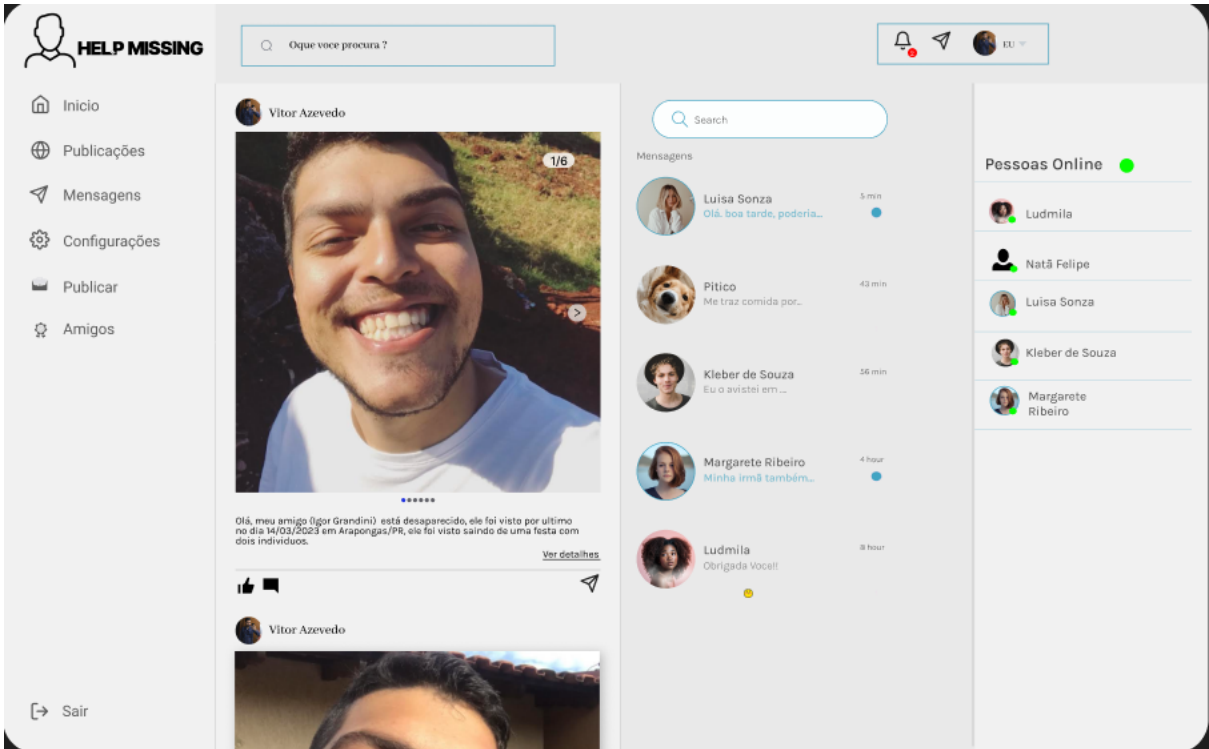 HELP MISSING
Oque voce procura ?
2
EU
Inicio
Publicações
Mensagens
Configurações
Publicar
Amigos
Sair
Vitor Azevedo
1/6
Olá, meu amigo (Igor Grandini) está desaparecido, ele foi visto por ultimo
no dia 14/03/2023 em Arapongas/PR, ele foi visto saindo de uma festa com
dois individuos.
Ver detalhes
Vitor Azevedo
Search
Mensagens
Luisa Sonza
5 min
Olá. boa tarde, poderia...
Pitico
43 min
Me traz comida por...
Kleber de Souza
56 min
Eu o avistei em ...
Margarete Ribeiro
4 hour
Minha irmã também...
Ludmila
8 hour
Obrigada Voce!!
Pessoas Online
Ludmila
Natã Felipe
Luisa Sonza
Kleber de Souza
Margarete
Ribeiro